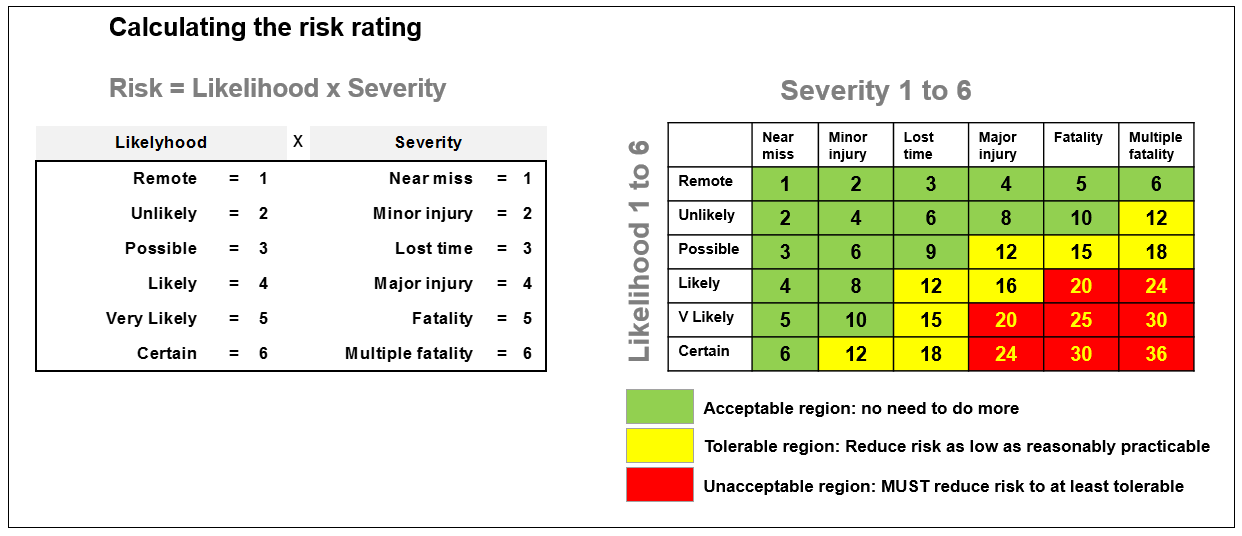 Calculating the risk rating
Risk = Likelihood x Severity
Likelyhood X Severity
Remote = 1 Near miss = 1
Unlikely = 2 Minor injury = 2
Possible = 3 Lost time = 3
Likely = 4 Major injury = 4
Very Likely = 5 Fatality = 5
Certain = 6 Multiple fatality = 6
Severity 1 to 6
Likelihood 1 to 6
Near Minor Lost Major Fatality Multiple
miss injury time injury fatality
Remote 1 2 3 4 5 6
Unlikely 2 4 6 8 10 12
Possible 3 6 9 12 15 18
Likely 4 8 12 16 20 24
V Likely 5 10 15 20 25 30
Certain 6 12 18 24 30 36
Acceptable region: no need to do more
Tolerable region: Reduce risk as low as reasonably practicable
Unacceptable region: MUST reduce risk to at least tolerable